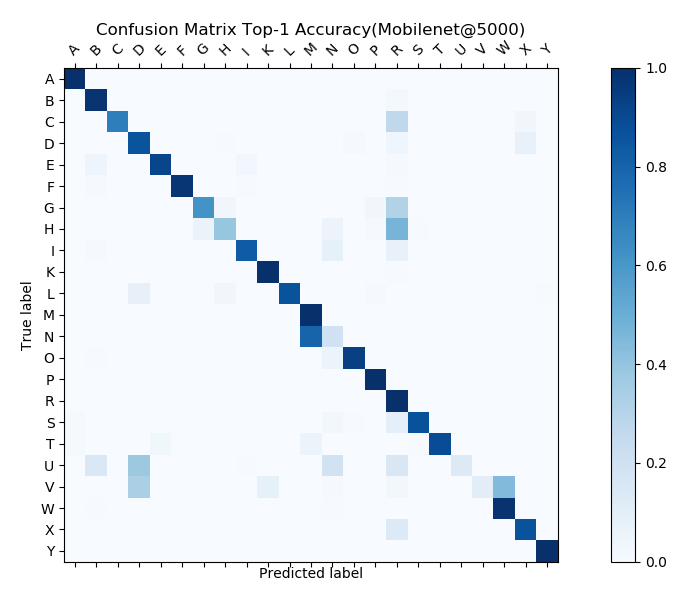 Confusion Matrix Top-1 Accuracy(Mobilenet@5000)
A B C D E F G H I K L M N O P R S T U V W X Y
A
B
C
D
E
F
G
H
I
K
L
M
N
O
P
R
S
T
U
V
W
X
Y
True label
Predicted label
1.0
0.8
0.6
0.4
0.2
0.0